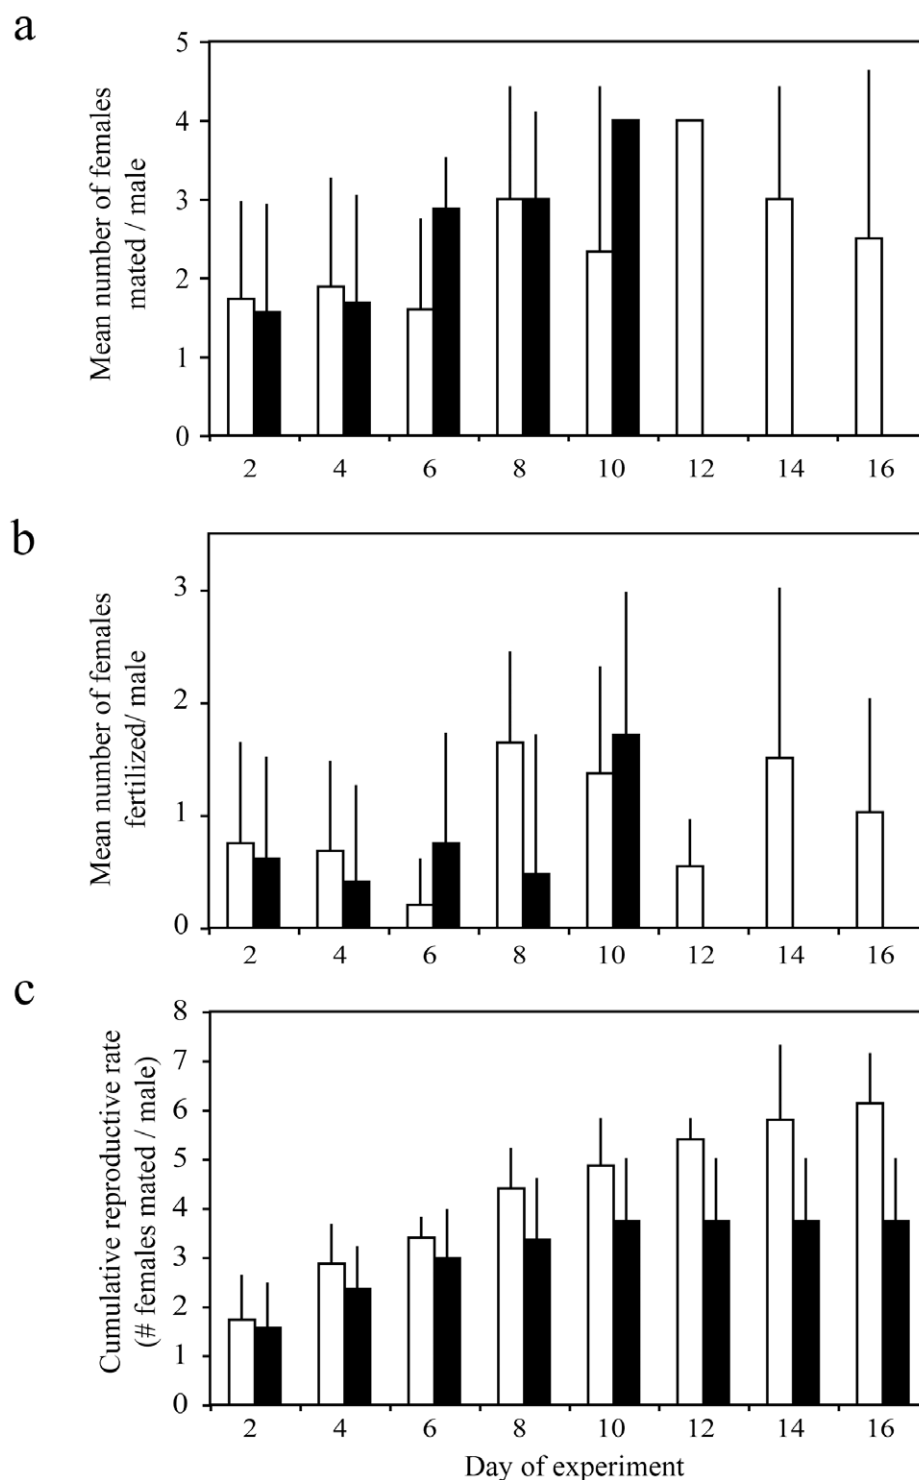 a
Mean number of females
mated / male
5
4
3
2
1
0
2 4 6 8 10 12 14 16
b
Mean number of females
fertilized/ male
3
2
1
0
2 4 6 8 10 12 14 16
c
Cumulative reproductive rate
(# females mated / male)
8
7
6
5
4
3
2
1
0
2 4 6 8 10 12 14 16
Day of experiment